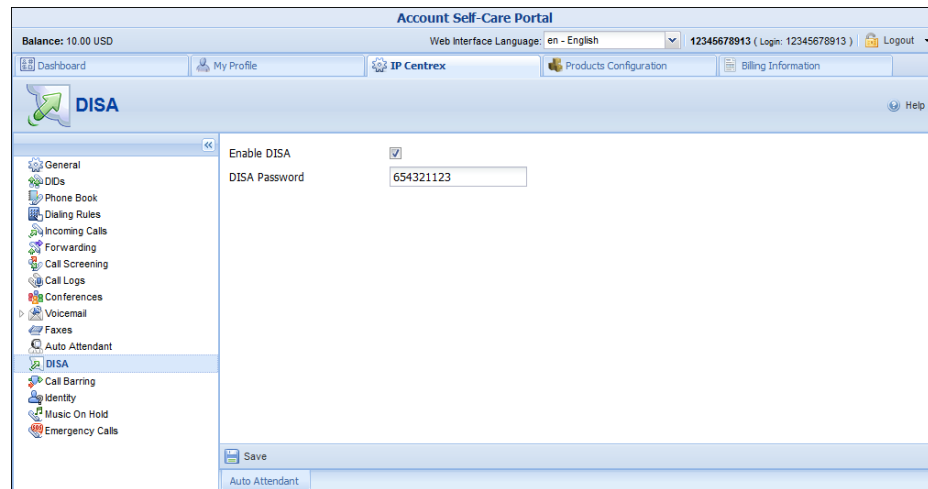 Account Self-Care Portal
Balance: 10.00 USD Web Interface Language: en - English 12345678913 ( Login: 12345678913 ) Logout
Dashboard My Profile IP Centrex Products Configuration Billing Information
DISA Help
General
DIDs
Phone Book
Dialing Rules
Incoming Calls
Forwarding
Call Screening
Call Logs
Conferences
Voicemail
Faxes
Auto Attendant
DISA
Call Barring
Identity
Music On Hold
Emergency Calls
Enable DISA
DISA Password 654321123
Save
Auto Attendant